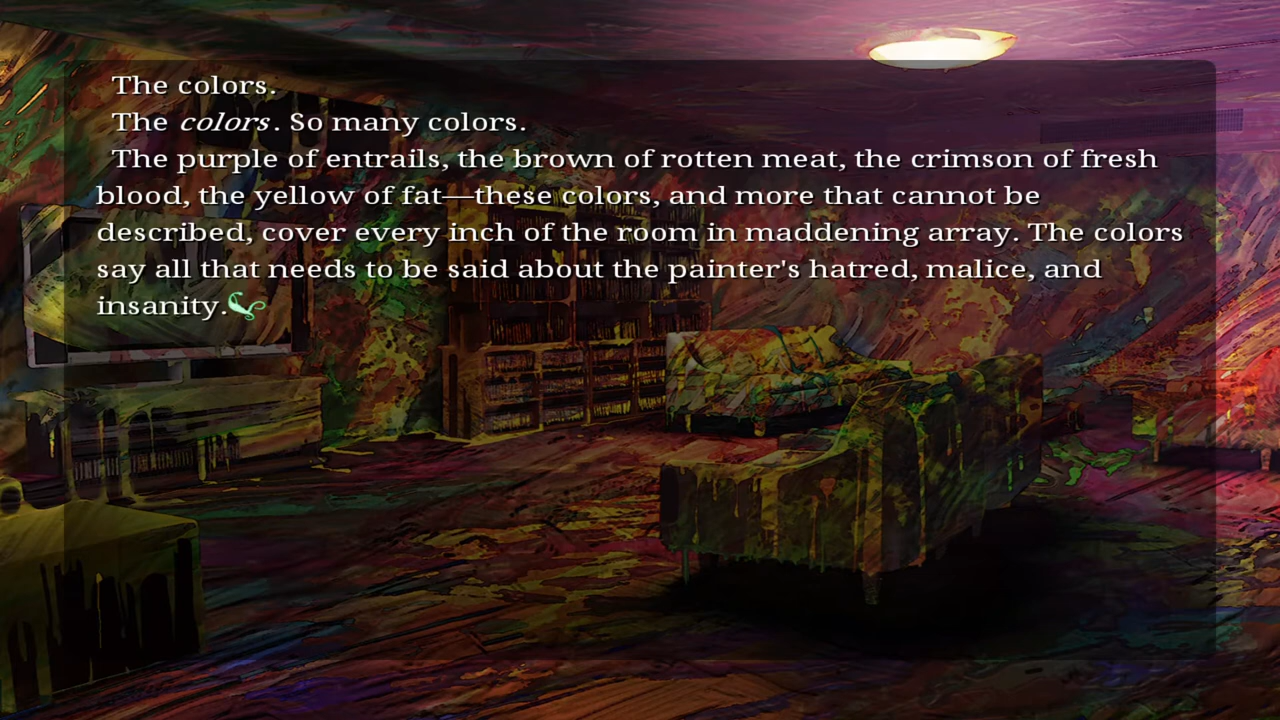 The colors.
The colors. So many colors.
The purple of entrails, the brown of rotten meat, the crimson of fresh
blood, the yellow of fat—these colors, and more that cannot be
described, cover every inch of the room in maddening array. The colors
say all that needs to be said about the painter's hatred, malice, and
insanity.